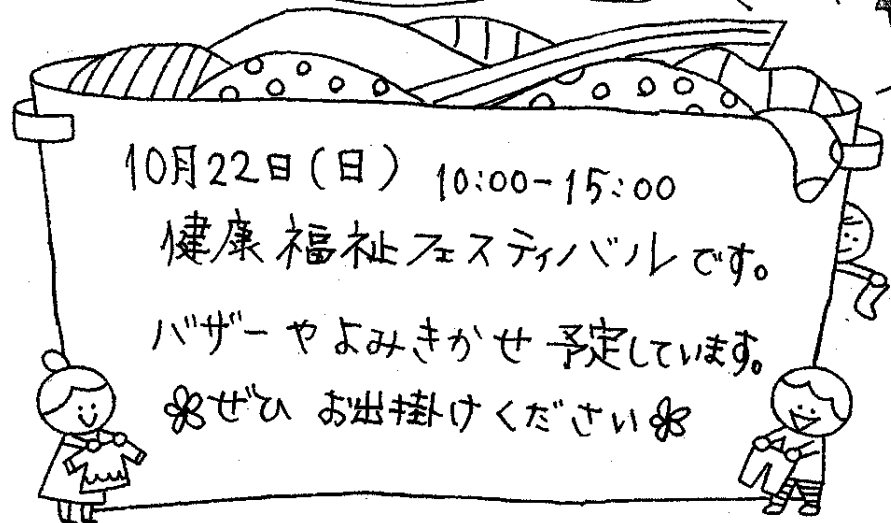 10月22日(日) 10:00-15:00
健康福祉フェスティバルです。
バザーやよみきかせ予定しています。
ぜひお出掛けください